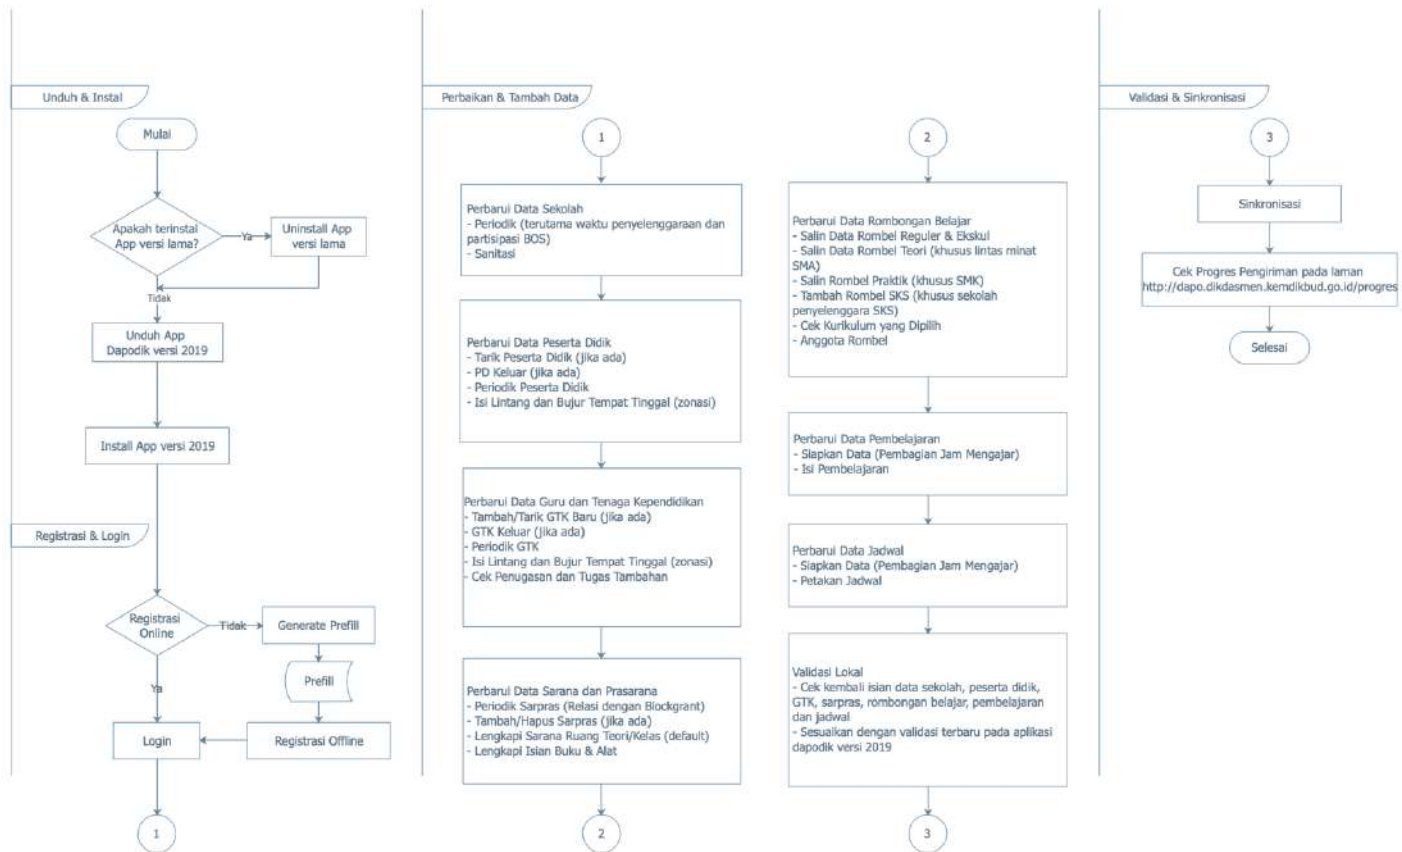 Unduh & Instal
Mulai
Apakah terinstal
App versi lama?
Ya
Uninstall App
versi lama
Tidak
Unduh App
Dapodik versi 2019
Install App versi 2019
Registrasi & Login
Registrasi
Online
Tidak
Generate Prefill
Prefill
Ya
Login
Registrasi Offline
1
Perbaikan & Tambah Data
1
Perbarui Data Sekolah
- Periodik (terutama waktu penyelenggaraan dan
partisipasi BOS)
- Sanitasi
Perbarui Data Peserta Didik
- Tarik Peserta Didik (jika ada)
- PD Keluar (jika ada)
- Periodik Peserta Didik
- Isi Lintang dan Bujur Tempat Tinggal (zonasi)
Perbarui Data Guru dan Tenaga Kependidikan
- Tambah/Tarik GTK Baru (jika ada)
- GTK Keluar (jika ada)
- Periodik GTK
- Isi Lintang dan Bujur Tempat Tinggal (zonasi)
- Cek Penugasan dan Tugas Tambahan
Perbarui Data Sarana dan Prasarana
- Periodik Sarpras (Relasi dengan Blockgrant)
- Tambah/Hapus Sarpras (jika ada)
- Lengkapi Sarana Ruang Teori/Kelas (default)
- Lengkapi Isian Buku & Alat
2
2
Perbarui Data Rombongan Belajar
- Salin Data Rombel Reguler & Ekskul
- Salin Data Rombel Teori (khusus lintas minat
SMA)
- Salin Rombel Praktik (khusus SMK)
- Tambah Rombel SKS (khusus sekolah
penyelenggara SKS)
- Cek Kurikulum yang Dipilih
- Anggota Rombel
Perbarui Data Pembelajaran
- Siapkan Data (Pembagian Jam Mengajar)
- Isi Pembelajaran
Perbarui Data Jadwal
- Siapkan Data (Pembagian Jam Mengajar)
- Petakan Jadwal
Validasi Lokal
- Cek kembali isian data sekolah, peserta didik,
GTK, sarpras, rombongan belajar, pembelajaran
dan jadwal
- Sesuaikan dengan validasi terbaru pada aplikasi
dapodik versi 2019
3
Validasi & Sinkronisasi
3
Sinkronisasi
Cek Progres Pengiriman pada laman
http://dapo.dikdasmen.kemdikbud.go.id/progres
Selesai